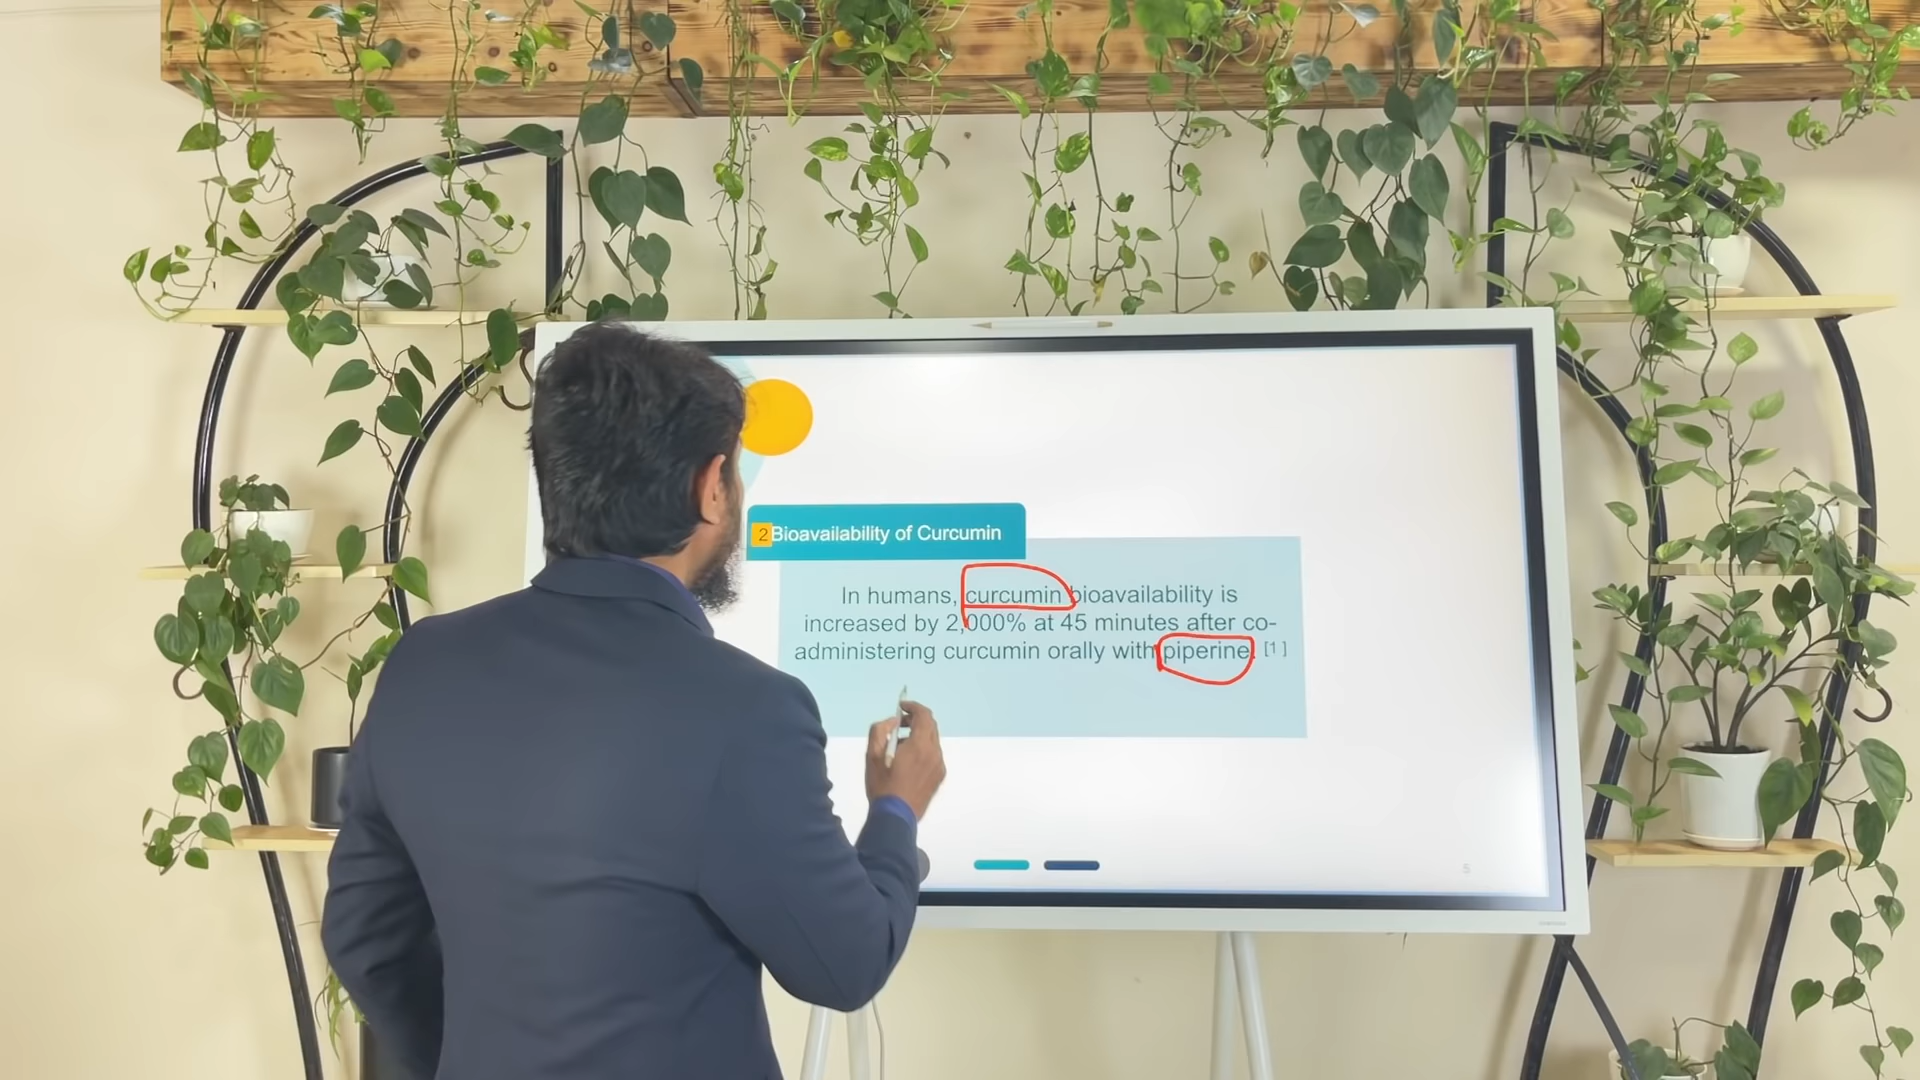 2 Bioavailability of Curcumin
In humans, curcumin bioavailability is
increased by 2,000% at 45 minutes after co-
administering curcumin orally with piperine. [1]
5